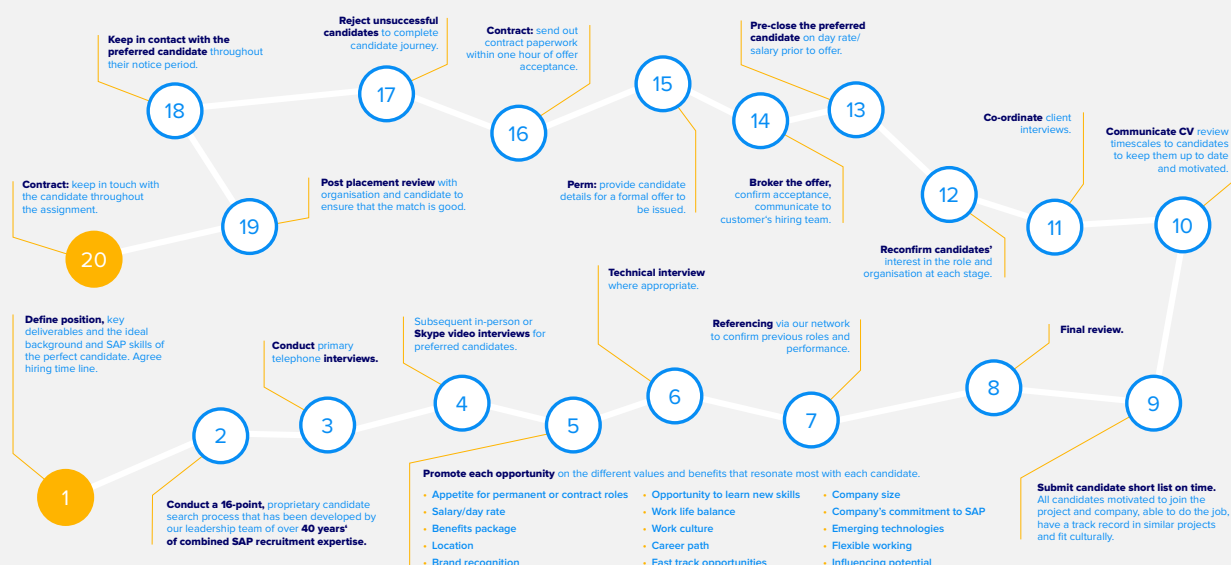 Keep in contact with the
preferred candidate throughout
their notice period.
18
Reject unsuccessful
candidates to complete
candidate journey.
17
Contract: send out
contract paperwork
within one hour of offer
acceptance.
16
15
Perm: provide candidate
details for a formal offer to
be issued.
14
Broker the offer,
confirm acceptance,
communicate to
customer's hiring team.
Pre-close the preferred
candidate on day rate/
salary prior to offer.
13
12
Reconfirm candidates'
interest in the role and
organisation at each stage.
Co-ordinate client
interviews.
11
Communicate CV review
timescales to candidates
to keep them up to date
and motivated.
10
Contract: keep in touch with
the candidate throughout
the assignment.
20
19
Post placement review with
organisation and candidate to
ensure that the match is good.
Define position, key
deliverables and the ideal
background and SAP skills of
the perfect candidate. Agree
hiring time line.
1
2
Conduct a 16-point, proprietary candidate
search process that has been developed by
our leadership team of over 40 years'
of combined SAP recruitment expertise.
Conduct primary
telephone interviews.
3
Subsequent in-person or
Skype video interviews for
preferred candidates.
4
5
Promote each opportunity on the different values and benefits that resonate most with each candidate.
• Appetite for permanent or contract roles
• Salary/day rate
• Benefits package
• Location
• Brand recognition
• Opportunity to learn new skills
• Work life balance
• Work culture
• Career path
• Fast track opportunities
• Company size
• Company's commitment to SAP
• Emerging technologies
• Flexible working
• Influencing potential
Technical interview
where appropriate.
6
Referencing via our network
to confirm previous roles and
performance.
7
Final review.
8
9
Submit candidate short list on time.
All candidates motivated to join the
project and company, able to do the job,
have a track record in similar projects
and fit culturally.